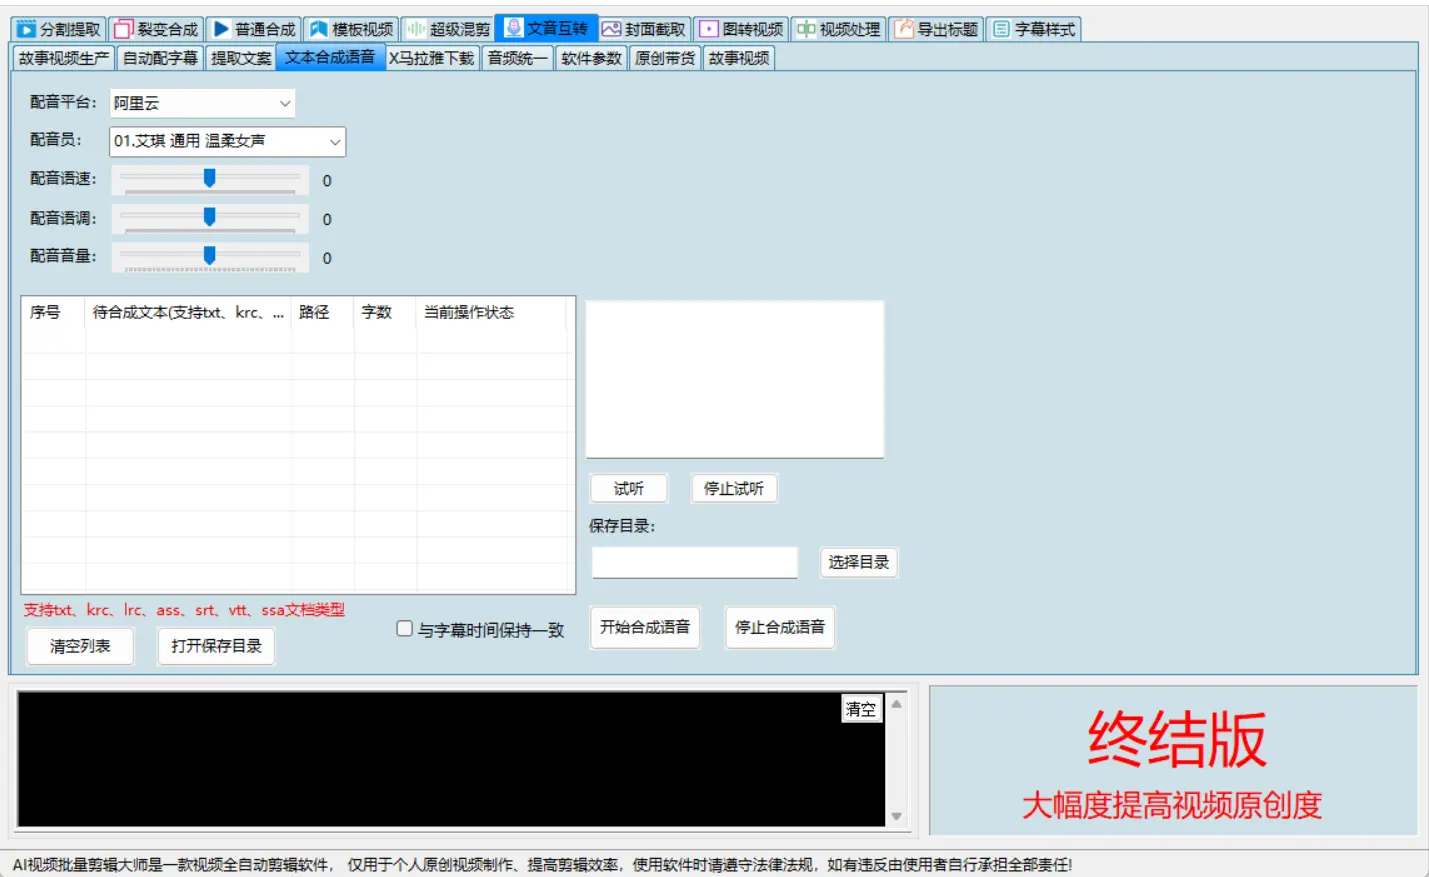 分割提取 裂变合成 普通合成 模板视频 超级混剪 文音互转 封面截取 图转视频 视频处理 导出标题 字幕样式
故事视频生产 自动配字幕 提取文案 文本合成语音 X马拉雅下载 音频统一 软件参数 原创带货 故事视频
配音平台: 阿里云
配音员: 01.艾琪 通用 温柔女声
配音语速: 0
配音语调: 0
配音音量: 0
序号 待合成文本(支持txt、krc、... 路径 字数 当前操作状态
试听 停止试听
保存目录:
选择目录
支持txt、krc、lrc、ass、srt、vtt、ssa文档类型
与字幕时间保持一致 开始合成语音 停止合成语音
清空列表 打开保存目录
清空
终结版
大幅度提高视频原创度
AI视频批量剪辑大师是一款视频全自动剪辑软件， 仅用于个人原创视频制作、提高剪辑效率，使用软件时请遵守法律法规，如有违反由使用者自行承担全部责任!